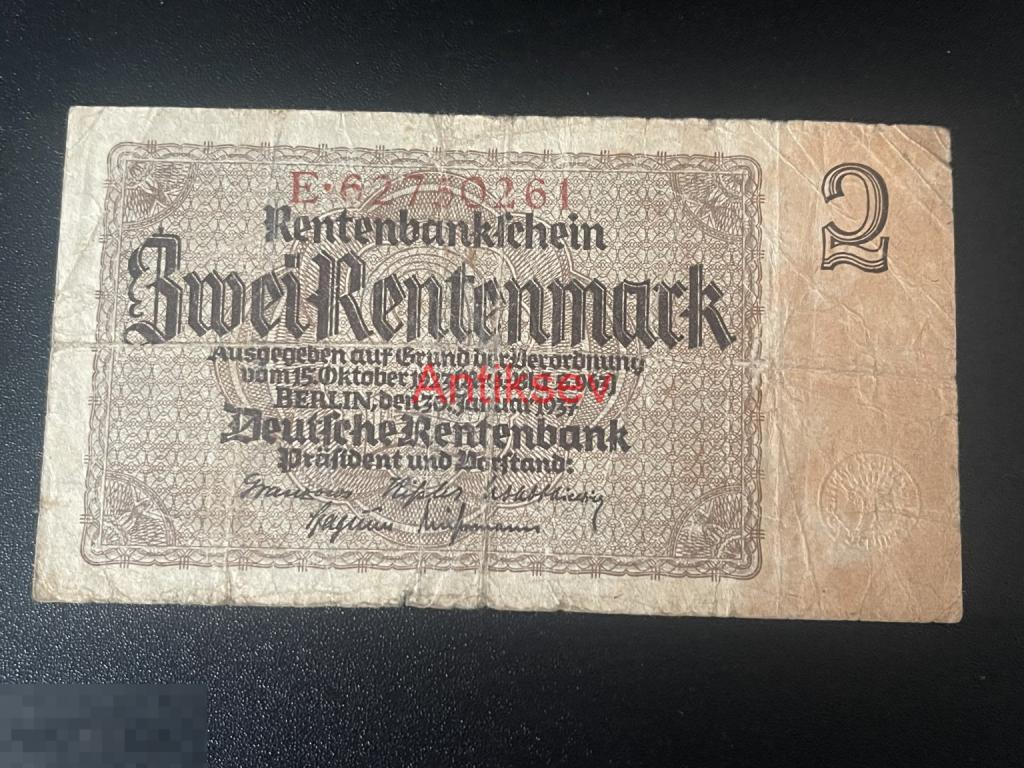 E·62730261
2
Rentenbankschein
Zwei Rentenmark
Ausgegeben auf Grund der Verordnung
vom 15. Oktober
BERLIN, den 30. Januar 1937
Antiksev
Deutsche Rentenbank
Präsident und Vorstand: